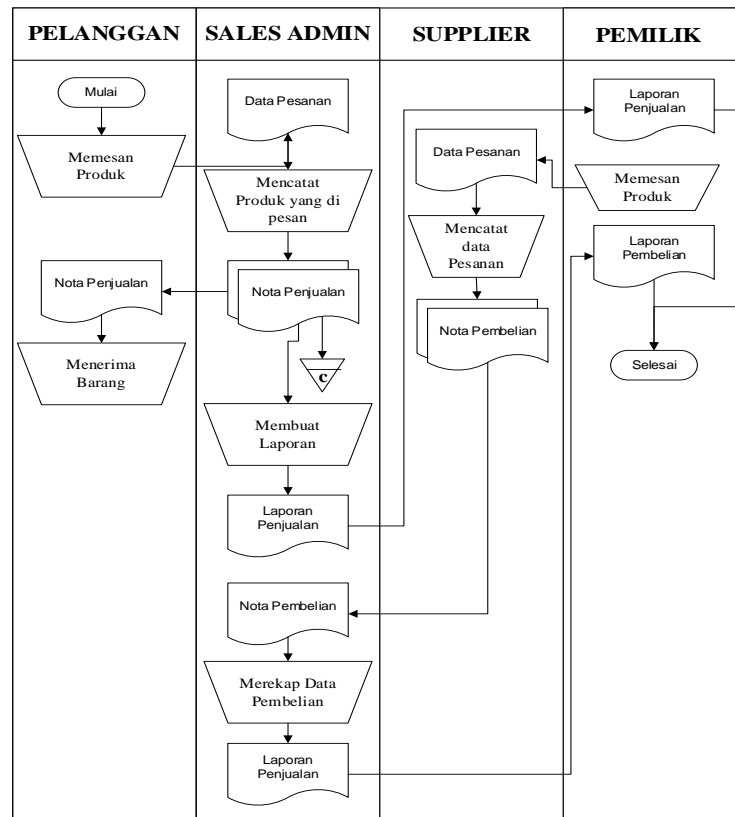 PELANGGAN
SALES ADMIN
SUPPLIER
PEMILIK
Mulai
Memesan
Produk
Nota Penjualan
Menerima
Barang
Data Pesanan
Mencatat
Produk yang di
pesan
Nota Penjualan
c
Membuat
Laporan
Laporan
Penjualan
Nota Pembelian
Merekap Data
Pembelian
Laporan
Penjualan
Data Pesanan
Mencatat
data
Pesanan
Nota Pembelian
Laporan
Penjualan
Memesan
Produk
Laporan
Pembelian
Selesai